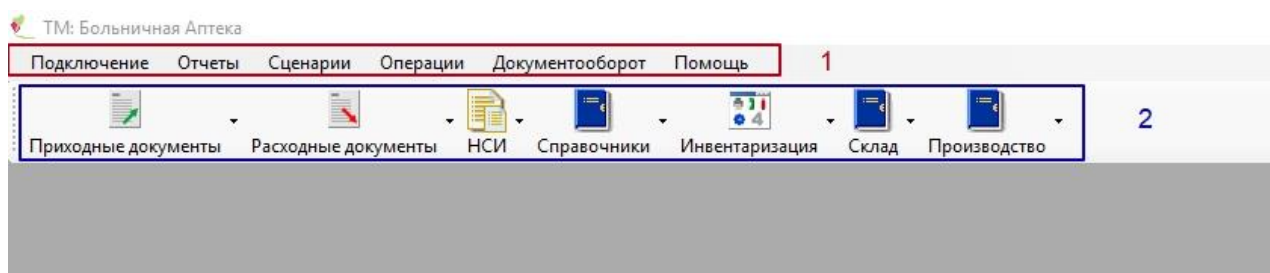 ТМ: Больничная Аптека
Подключение Отчеты Сценарии Операции Документооборот Помощь 1
Приходные документы Расходные документы НСИ Справочники Инвентаризация Склад Производство 2